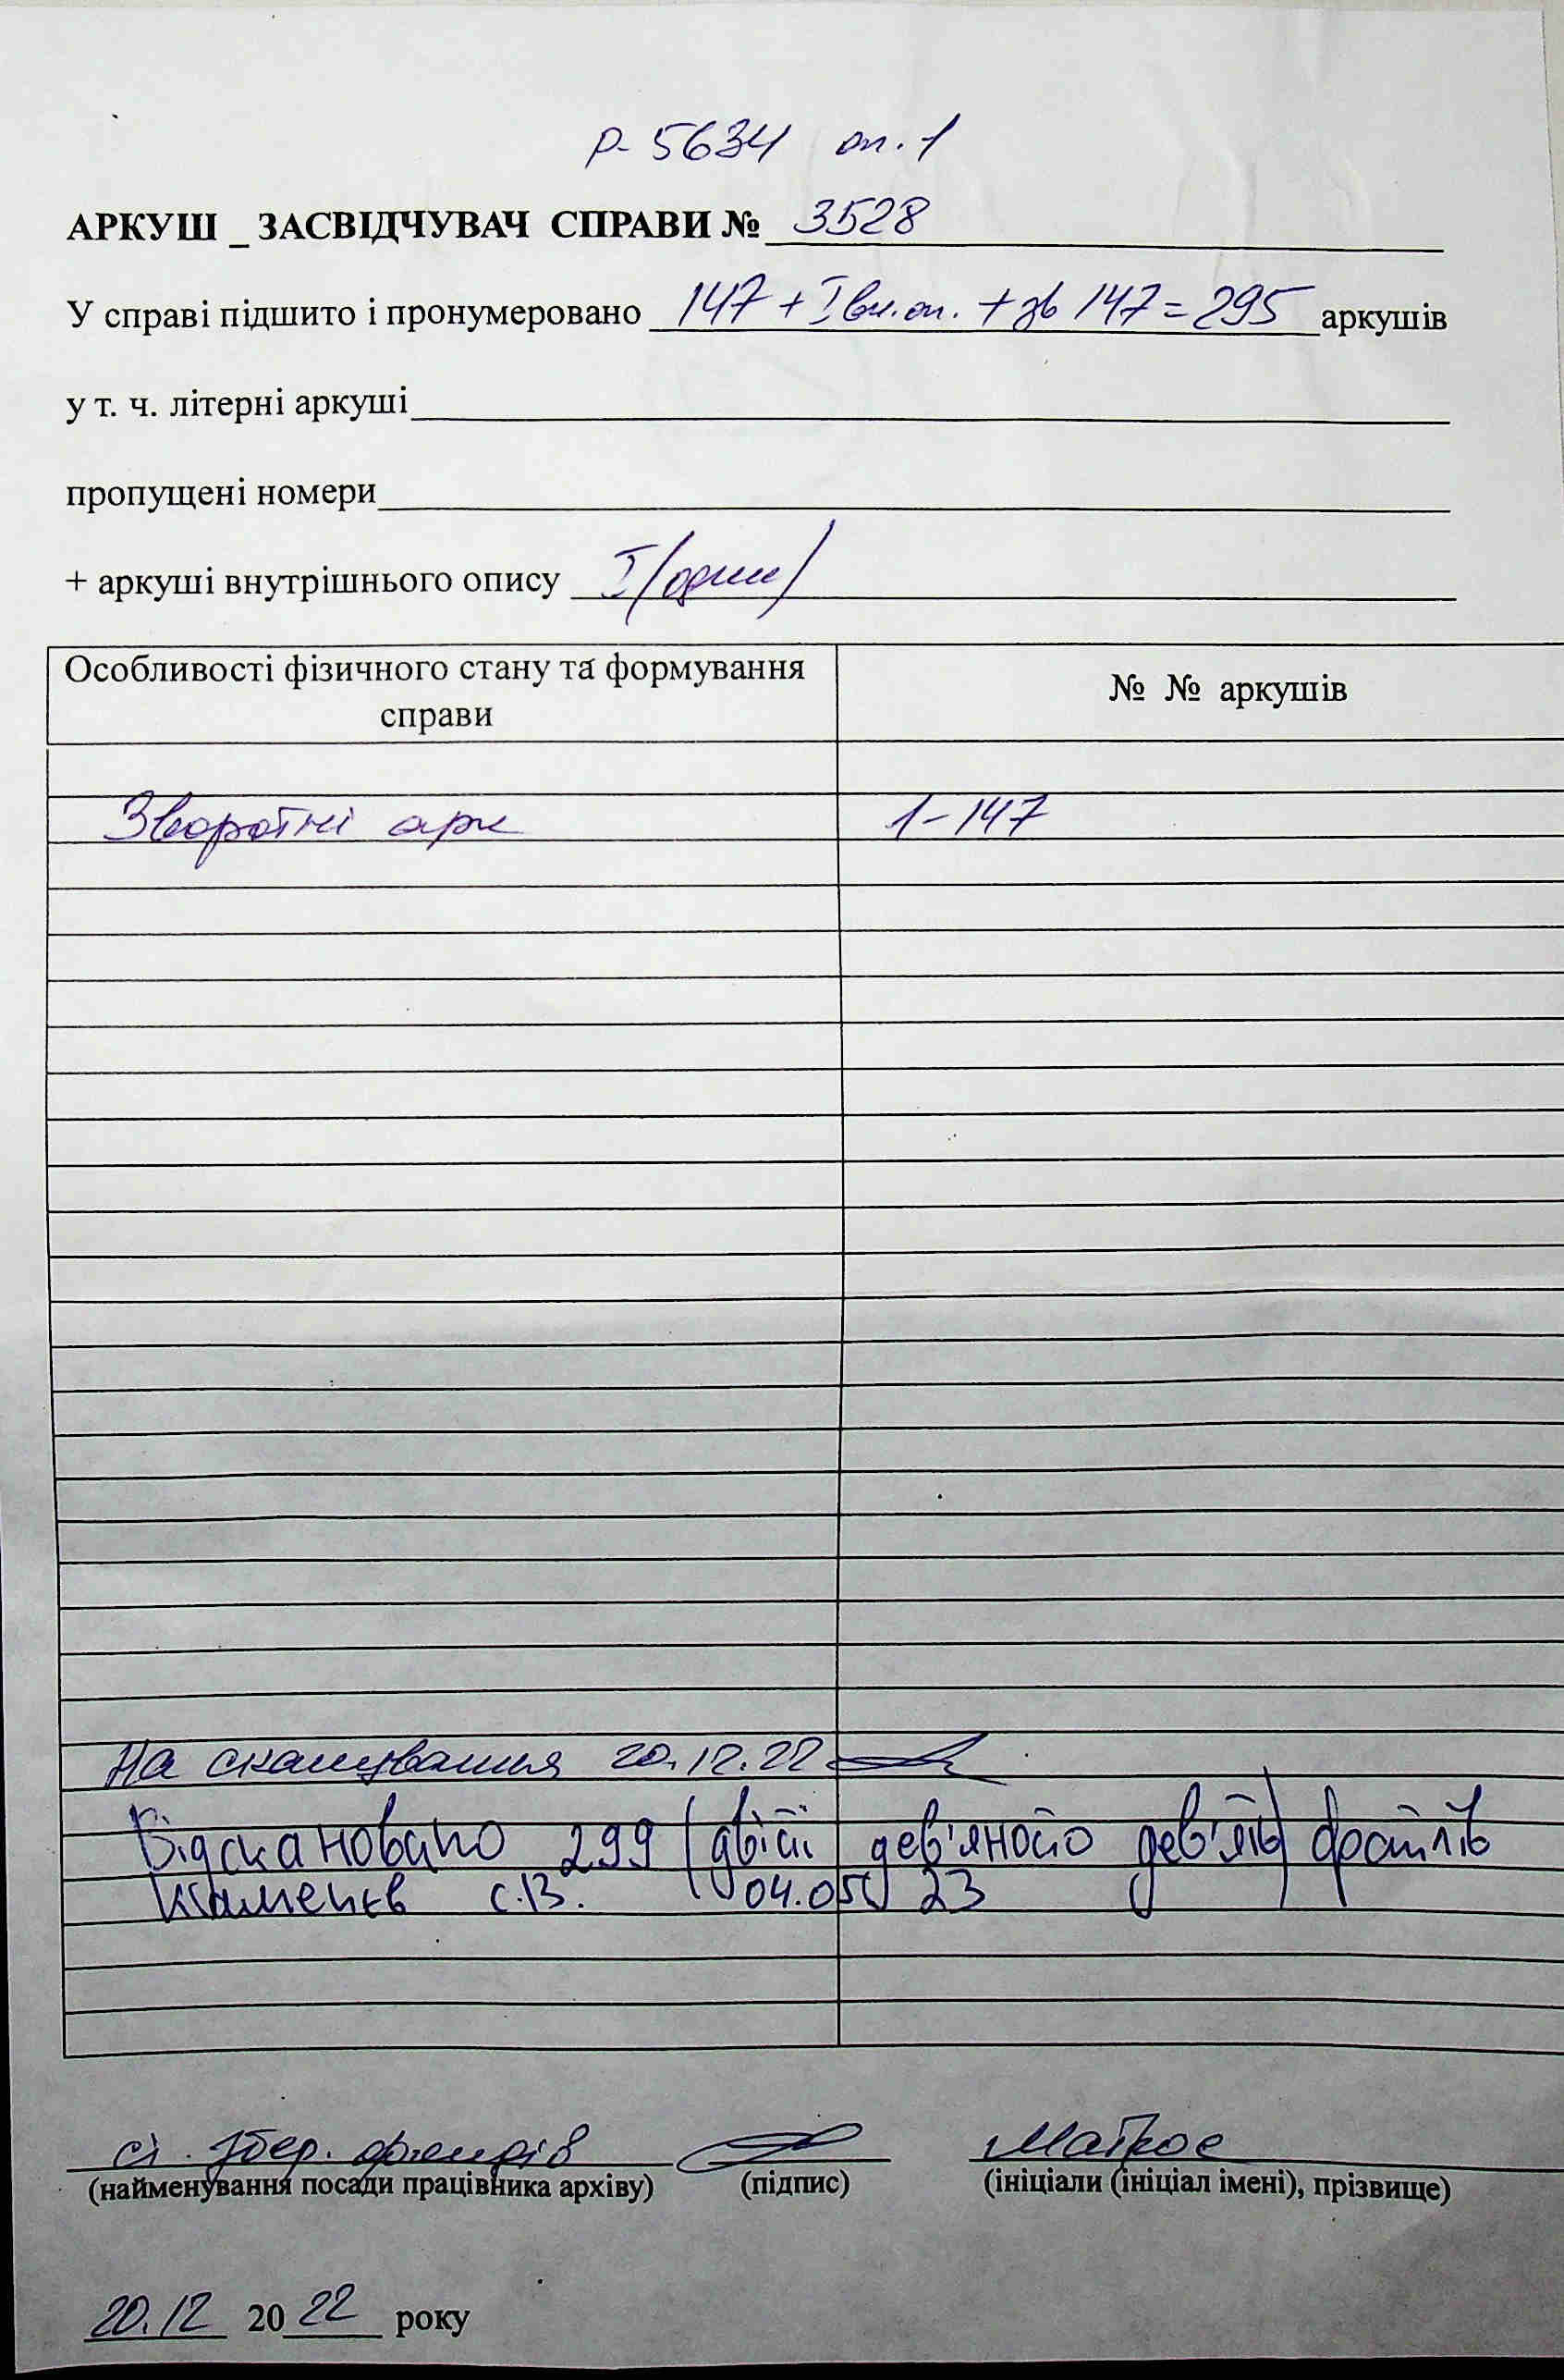 Р-5634 оп.1
АРКУШ _ ЗАСВІДЧУВАЧ СПРАВИ № 3528
У справі підшито і пронумеровано 147 + I вн.оп. + зв 147 = 295 аркушів
у т. ч. літерні аркуші
пропущені номери
+ аркуші внутрішнього опису I (один)
Особливості фізичного стану та формування справи № № аркушів
Зворотні арк 1-147
На сканування 20.12.22
Відскановано 299 (двісті дев'яносто дев'ять) файлів
Каменєв С.В. 04.05 23
ст. збер. фондів Матвоє
(найменування посади працівника архіву) (підпис) (ініціали (ініціал імені), прізвище)
20.12 2022 року